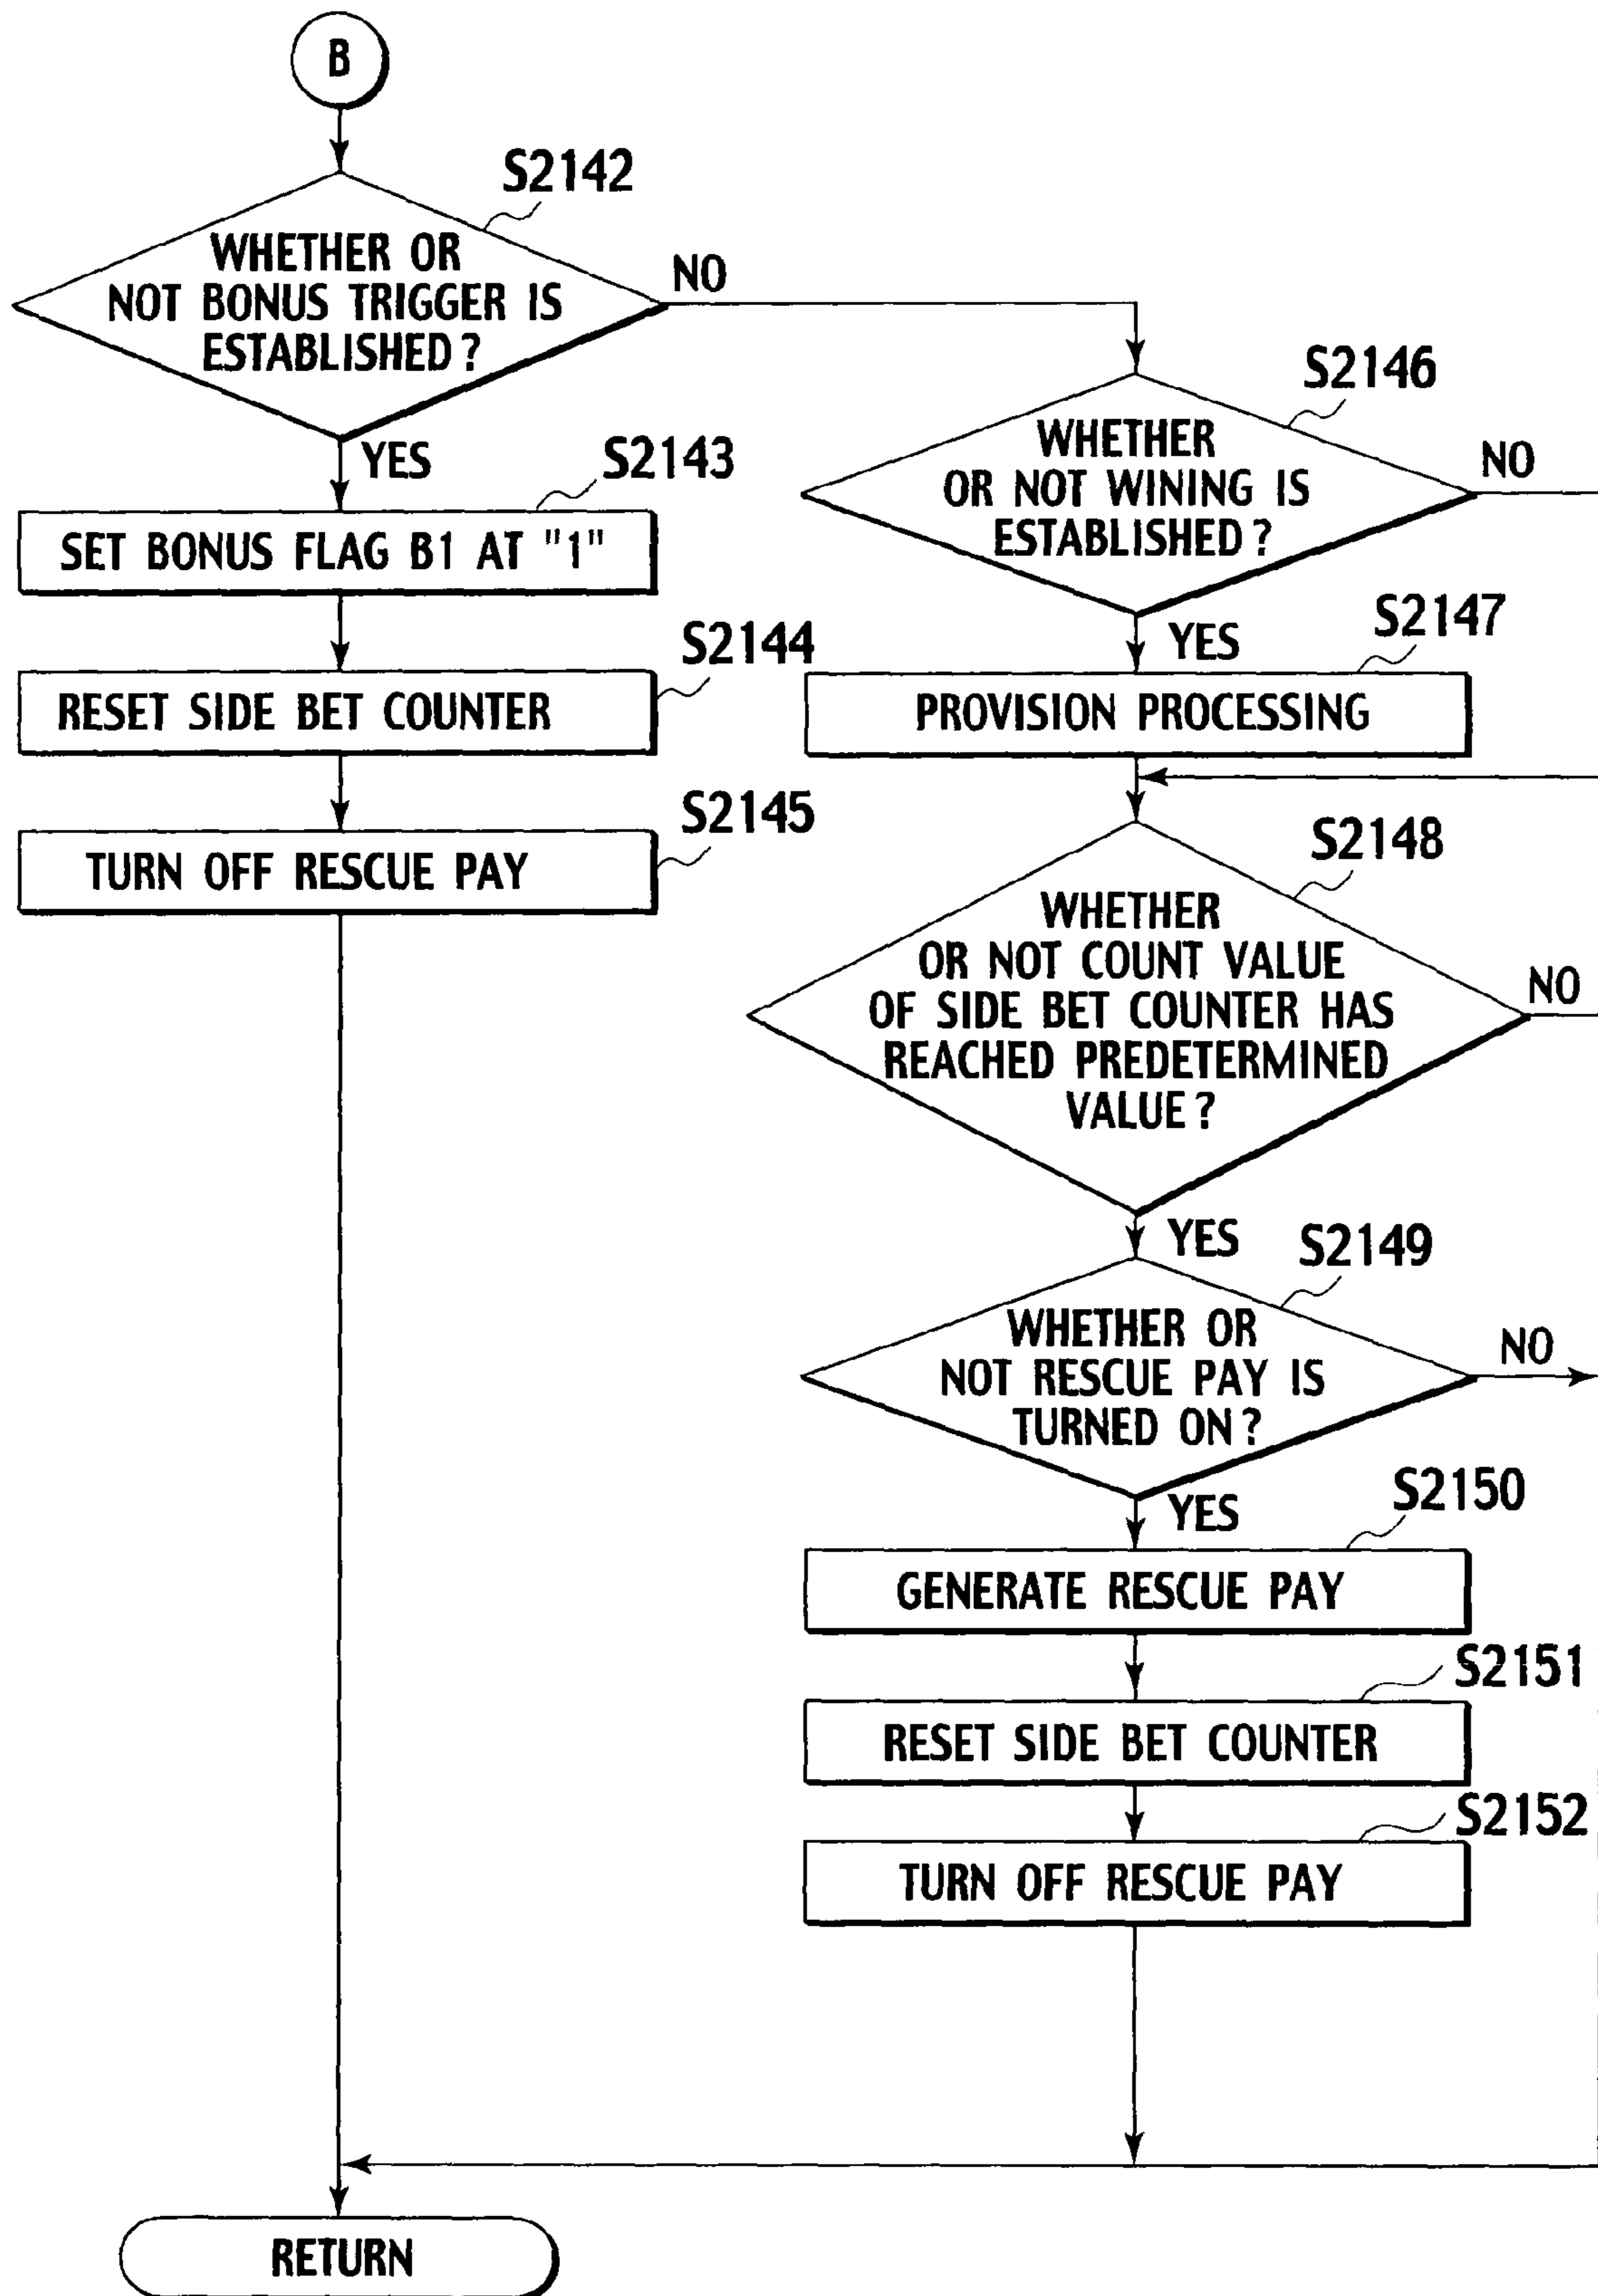 B
S2142
WHETHER OR
NOT BONUS TRIGGER IS
ESTABLISHED?
NO
YES
S2143
SET BONUS FLAG B1 AT "1"
S2144
RESET SIDE BET COUNTER
S2145
TURN OFF RESCUE PAY
S2146
WHETHER
OR NOT WINING IS
ESTABLISHED?
NO
YES
S2147
PROVISION PROCESSING
S2148
WHETHER
OR NOT COUNT VALUE
OF SIDE BET COUNTER HAS
REACHED PREDETERMINED
VALUE?
NO
YES
S2149
WHETHER OR
NOT RESCUE PAY IS
TURNED ON?
NO
YES
S2150
GENERATE RESCUE PAY
S2151
RESET SIDE BET COUNTER
S2152
TURN OFF RESCUE PAY
RETURN